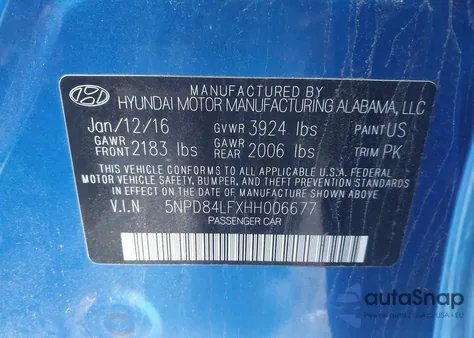 MANUFACTURED BY
HYUNDAI MOTOR MANUFACTURING ALABAMA, LLC
Jan/12/16 GVWR 3924 lbs PAINT US
GAWR FRONT 2183 lbs GAWR REAR 2006 lbs TRIM PK
THIS VEHICLE CONFORMS TO ALL APPLICABLE U.S.A. FEDERAL
MOTOR VEHICLE SAFETY, BUMPER, AND THEFT PREVENTION
STANDARDS IN EFFECT ON THE DATE OF MANUFACTURE SHOWN ABOVE
V.I.N 5NPD84LFXHH006677
PASSENGER CAR
autoSnap